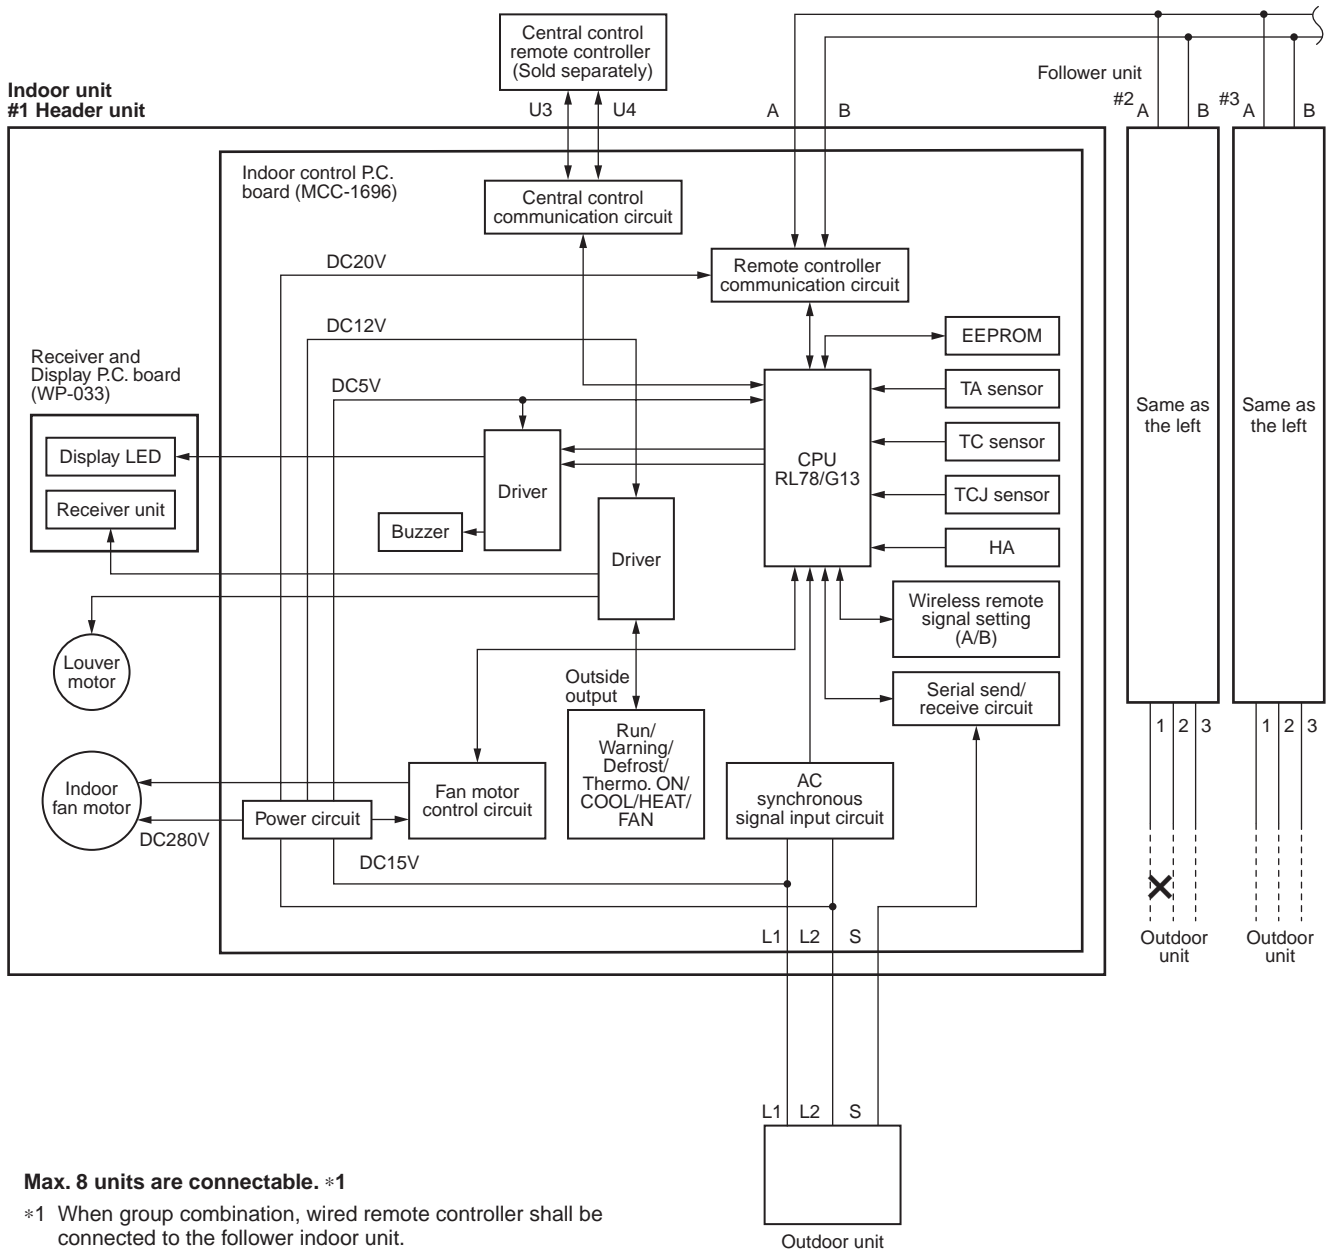 Central control
remote controller
(Sold separately)
Indoor unit
#1 Header unit
U3
U4
A
B
Follower unit
#2
A
B
#3
A
B
Indoor control P.C.
board (MCC-1696)
Central control
communication circuit
DC20V
Remote controller
communication circuit
DC12V
EEPROM
Receiver and
Display P.C. board
(WP-033)
DC5V
TA sensor
Same as
the left
Same as
the left
Display LED
TC sensor
CPU
RL78/G13
Driver
TCJ sensor
Receiver unit
Buzzer
Driver
HA
Wireless remote
signal setting
(A/B)
Louver
motor
Outside
output
Serial send/
receive circuit
Run/
Warning/
Defrost/
Thermo. ON/
COOL/HEAT/
FAN
1
2
3
1
2
3
Indoor
fan motor
Fan motor
control circuit
AC
synchronous
signal input circuit
Power circuit
DC280V
DC15V
L1
L2
S
Outdoor
unit
Outdoor
unit
L1
L2
S
Outdoor unit
Max. 8 units are connectable. *1
*1 When group combination, wired remote controller shall be
connected to the follower indoor unit.